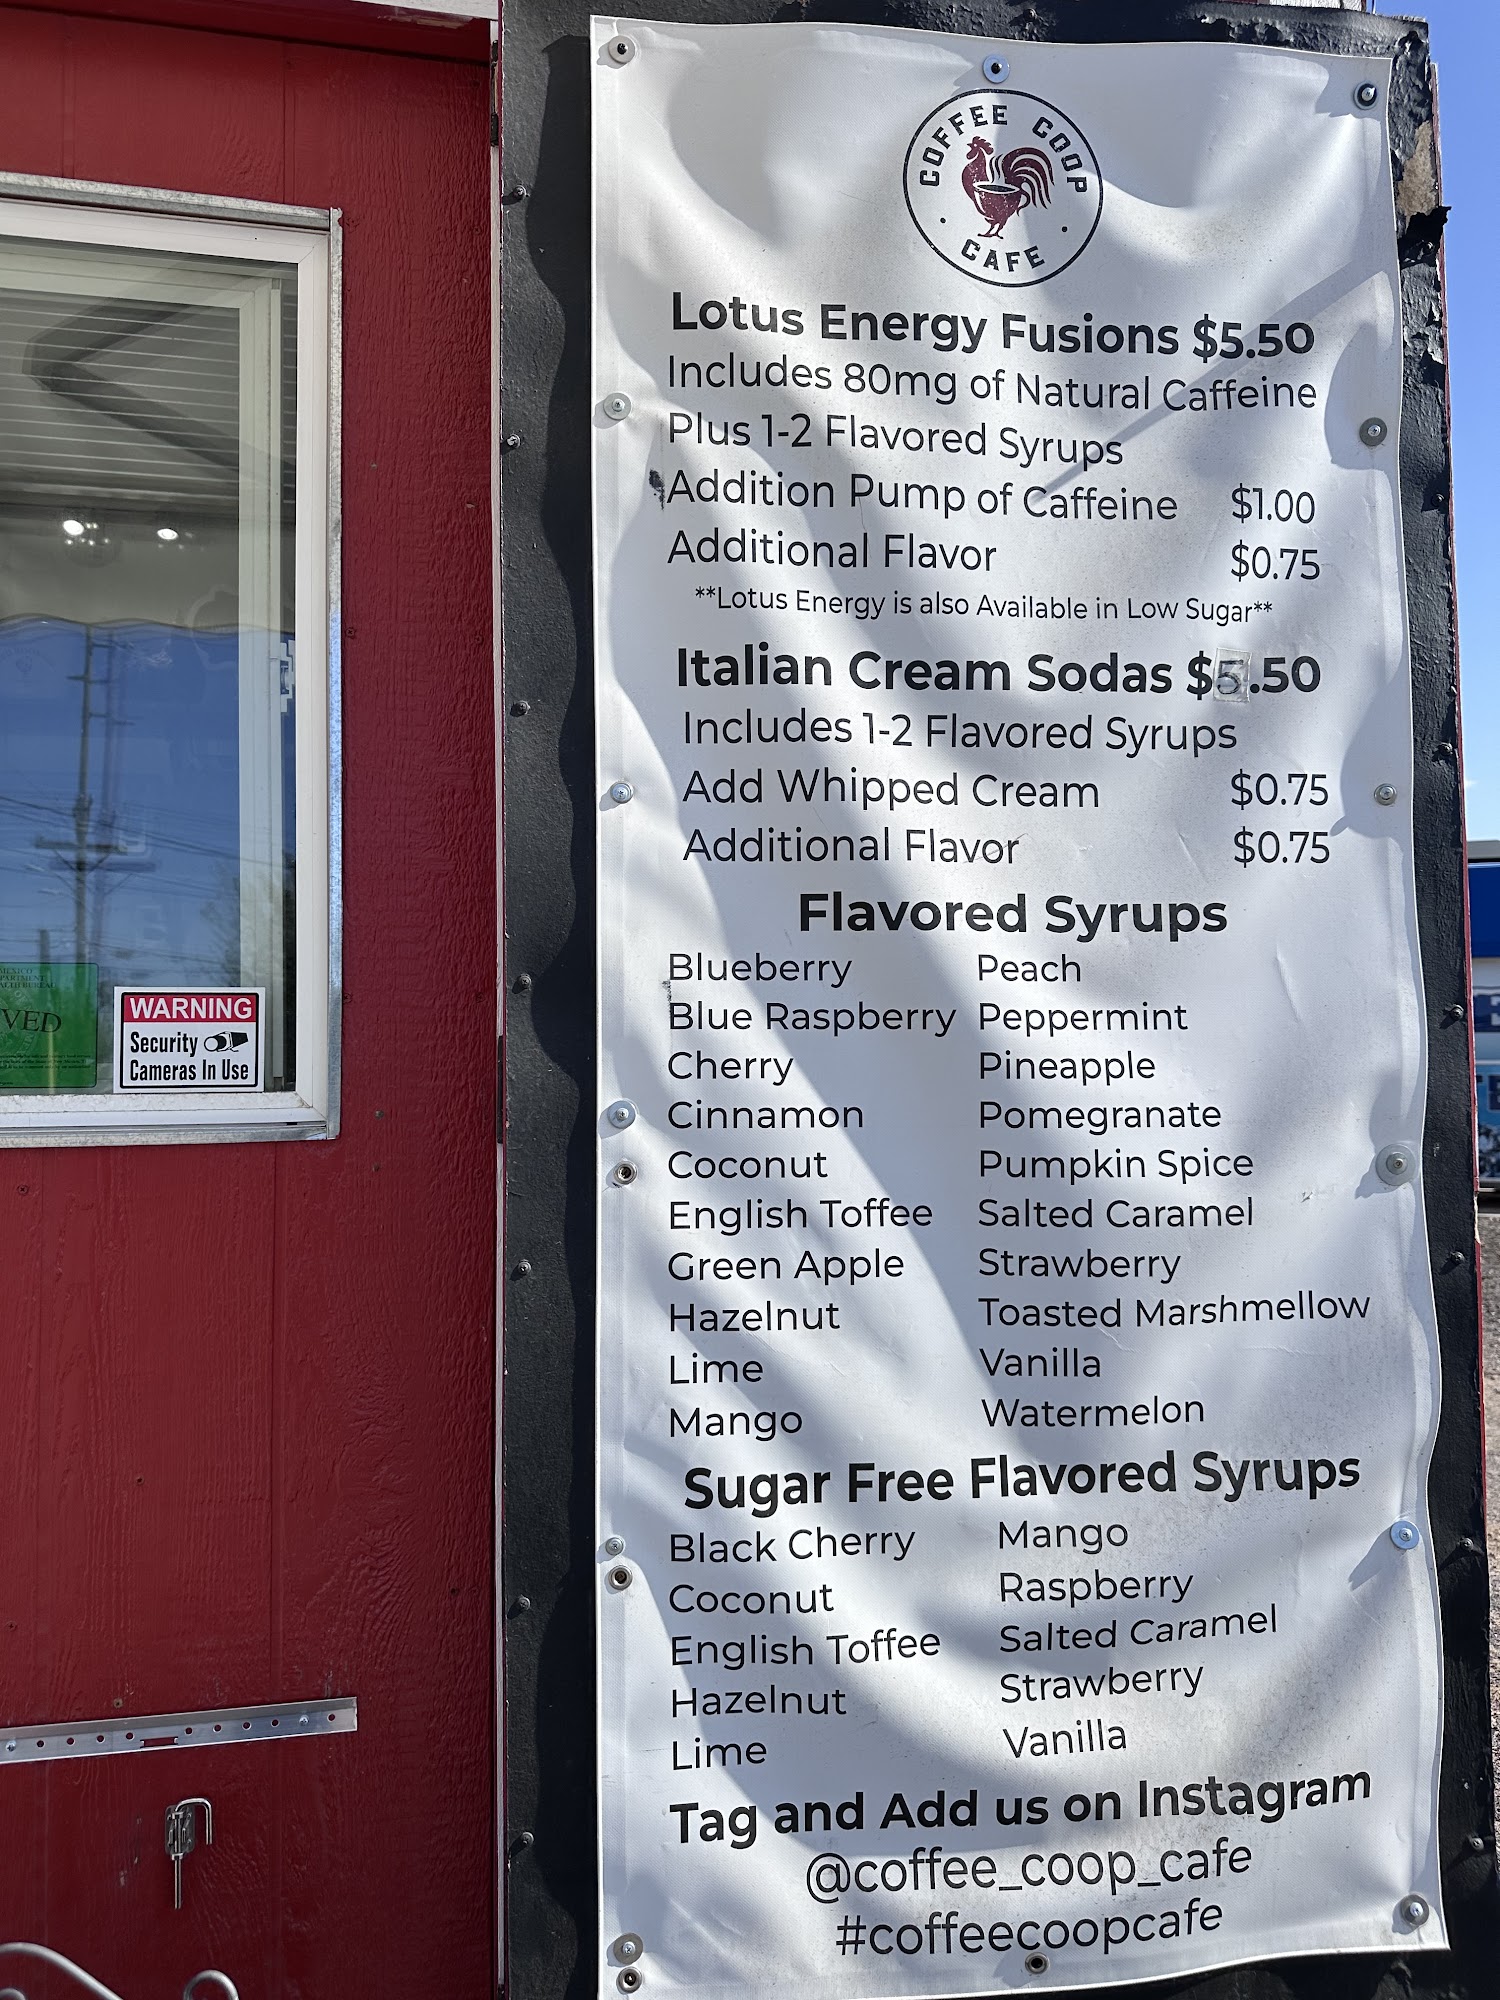 MEXICO
VED
WARNING
Security
Cameras In Use
COFFEE COOP
CAFE
Lotus Energy Fusions $5.50
Includes 80mg of Natural Caffeine
Plus 1-2 Flavored Syrups
Addition Pump of Caffeine $1.00
Additional Flavor $0.75
**Lotus Energy is also Available in Low Sugar**
Italian Cream Sodas $5.50
Includes 1-2 Flavored Syrups
Add Whipped Cream $0.75
Additional Flavor $0.75
Flavored Syrups
Blueberry Peach
Blue Raspberry Peppermint
Cherry Pineapple
Cinnamon Pomegranate
Coconut Pumpkin Spice
English Toffee Salted Caramel
Green Apple Strawberry
Hazelnut Toasted Marshmellow
Lime Vanilla
Mango Watermelon
Sugar Free Flavored Syrups
Black Cherry Mango
Coconut Raspberry
English Toffee Salted Caramel
Hazelnut Strawberry
Lime Vanilla
Tag and Add us on Instagram
@coffee_coop_cafe
#coffeecoopcafe